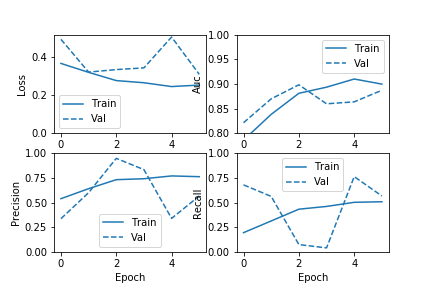 Loss
0.4
0.2
0.0
0 2 4
Train
Val
Auc
1.00
0.95
0.90
0.85
0.80
0 2 4
Train
Val
Precision
1.00
0.75
0.50
0.25
0.00
0 2 4
Epoch
Train
Val
Recall
1.00
0.75
0.50
0.25
0.00
0 2 4
Epoch
Train
Val